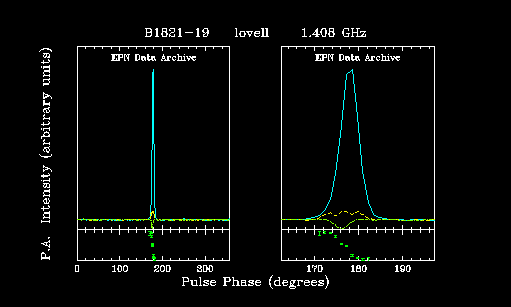 B1821-19 lovell 1.408 GHz
EPN Data Archive EPN Data Archive
P.A. Intensity (arbitrary units)
0 100 200 300 170 180 190
Pulse Phase (degrees)